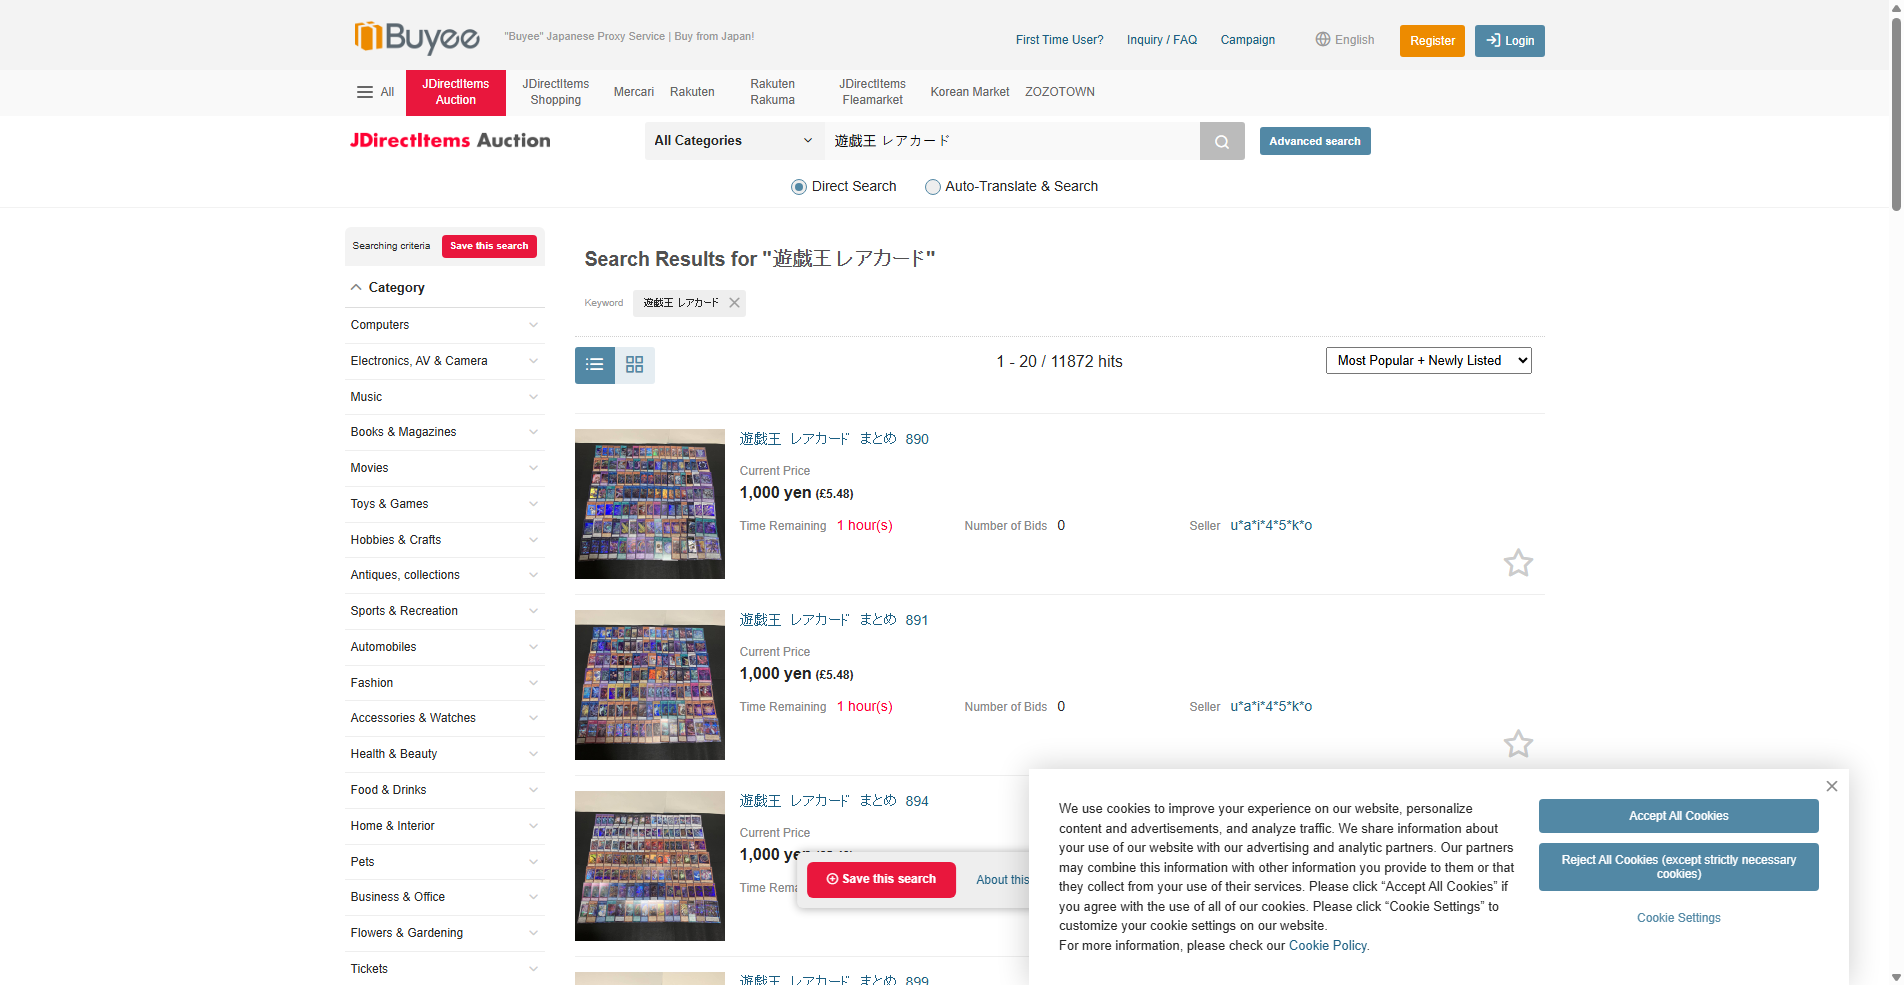 Buyee
"Buyee" Japanese Proxy Service | Buy from Japan!
First Time User?
Inquiry / FAQ
Campaign
English
Register
Login
All
JDirectItems
Auction
JDirectItems
Shopping
Mercari
Rakuten
Rakuten
Rakuma
JDirectItems
Fleamarket
Korean Market
ZOZOTOWN
JDirectItems Auction
All Categories
遊戯王 レアカード
Advanced search
Direct Search
Auto-Translate & Search
Searching criteria
Save this search
Category
Computers
Electronics, AV & Camera
Music
Books & Magazines
Movies
Toys & Games
Hobbies & Crafts
Antiques, collections
Sports & Recreation
Automobiles
Fashion
Accessories & Watches
Health & Beauty
Food & Drinks
Home & Interior
Pets
Business & Office
Flowers & Gardening
Tickets
Search Results for "遊戯王 レアカード"
Keyword
遊戯王 レアカード
1 - 20 / 11872 hits
Most Popular + Newly Listed
遊戯王 レアカード まとめ 890
Current Price
1,000 yen (£5.48)
Time Remaining 1 hour(s)
Number of Bids 0
Seller u*a*i*4*5*k*o
遊戯王 レアカード まとめ 891
Current Price
1,000 yen (£5.48)
Time Remaining 1 hour(s)
Number of Bids 0
Seller u*a*i*4*5*k*o
遊戯王 レアカード まとめ 894
Current Price
1,000
Time
遊戯王 レアカード まとめ 899
Save this search
About this
We use cookies to improve your experience on our website, personalize
content and advertisements, and analyze traffic. We share information about
your use of our website with our advertising and analytic partners. Our partners
may combine this information with other information you provide to them or that
they collect from your use of their services. Please click “Accept All Cookies” if
you agree with the use of all of our cookies. Please click “Cookie Settings” to
customize your cookie settings on our website.
For more information, please check our Cookie Policy.
Accept All Cookies
Reject All Cookies (except strictly necessary
cookies)
Cookie Settings